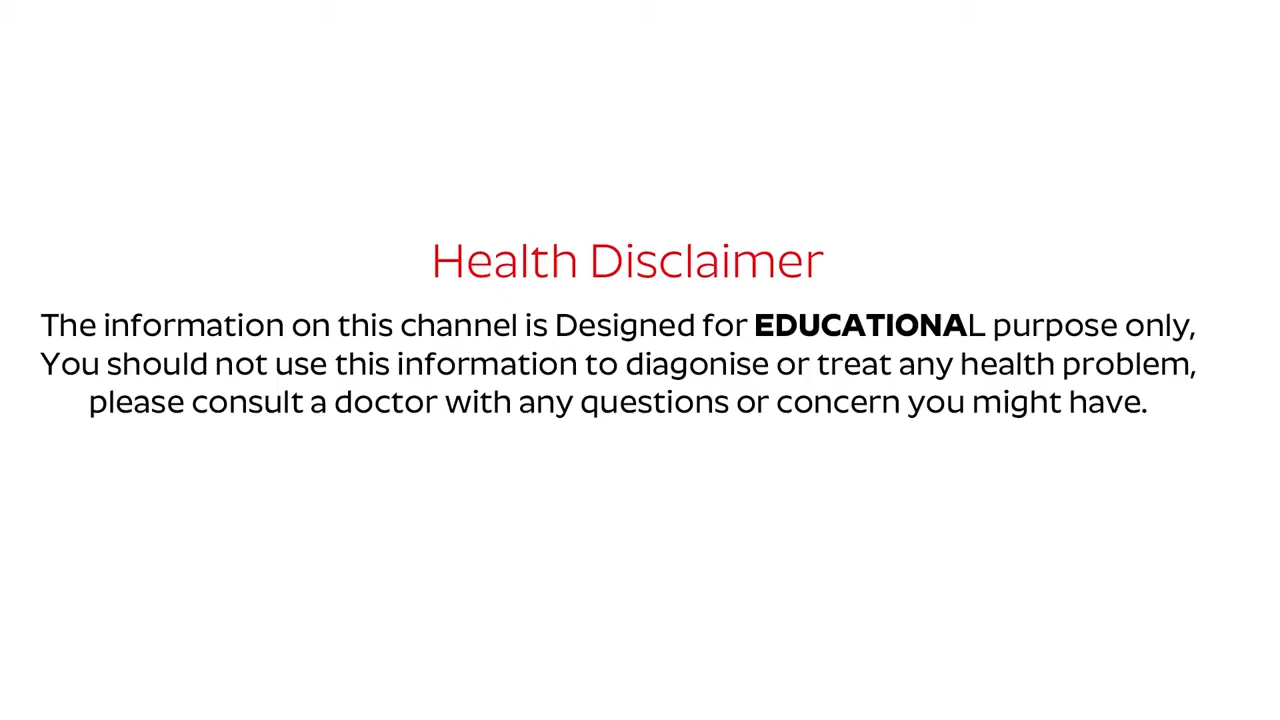 Health Disclaimer
The information on this channel is Designed for EDUCATIONAL purpose only,
You should not use this information to diagonise or treat any health problem,
please consult a doctor with any questions or concern you might have.